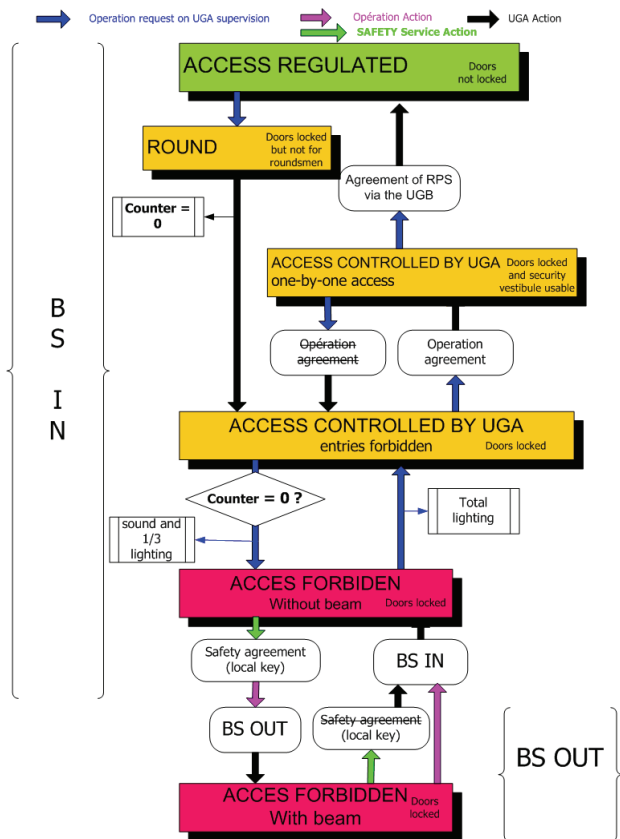 Operation request on UGA supervision
Opération Action
UGA Action
SAFETY Service Action
ACCESS REGULATED
Doors
not locked
ROUND
Doors locked
but not for
roundsmen
Agreement of RPS
via the UGB
Counter =
0
ACCESS CONTROLLED BY UGA
one-by-one access
Doors locked
and security
vestibule usable
B
S
I
N
Opération
agreement
Operation
agreement
ACCESS CONTROLLED BY UGA
entries forbidden
Doors locked
Counter = 0 ?
Total
lighting
sound and
1/3
lighting
ACCES FORBIDEN
Without beam
Doors locked
Safety agreement
(local key)
BS IN
BS OUT
Safety agreement
(local key)
BS OUT
ACCES FORBIDDEN
With beam
Doors
locked